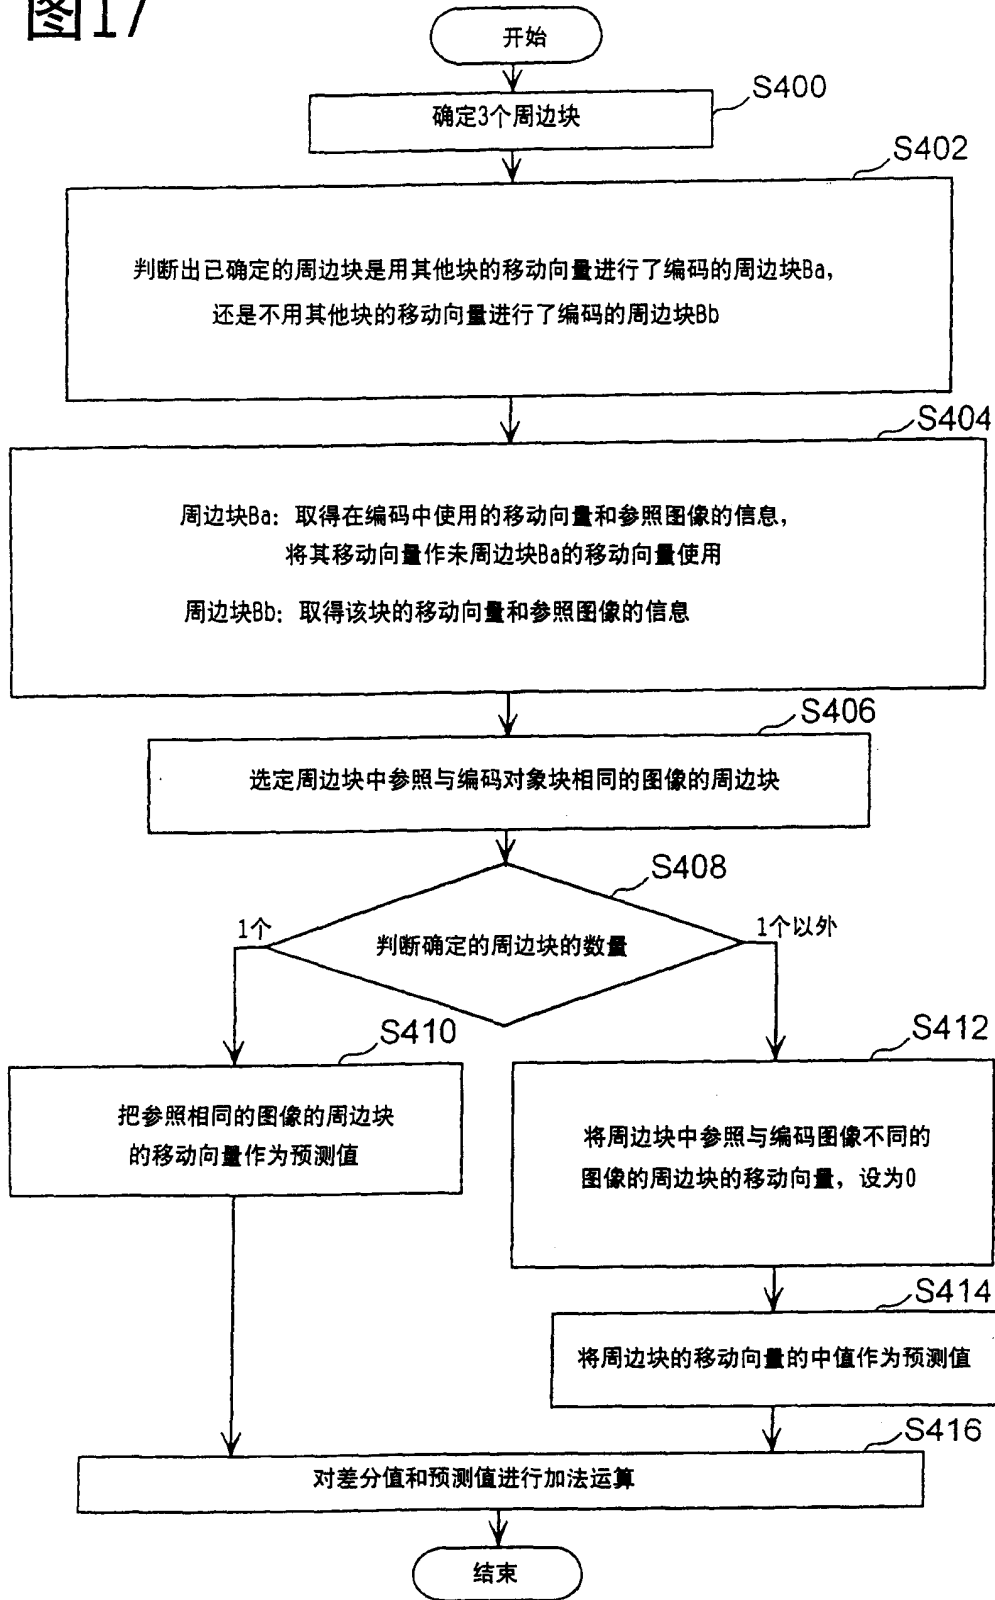 图17
开始
S400
确定3个周边块
S402
判断出已确定的周边块是用其他块的移动向量进行了编码的周边块Ba,
还是不用其他块的移动向量进行了编码的周边块Bb
S404
周边块Ba: 取得在编码中使用的移动向量和参照图像的信息,
将其移动向量作未周边块Ba的移动向量使用
周边块Bb: 取得该块的移动向量和参照图像的信息
S406
选定周边块中参照与编码对象块相同的图像的周边块
S408
1个
判断确定的周边块的数量
1个以外
S410
把参照相同的图像的周边块
的移动向量作为预测值
S412
将周边块中参照与编码图像不同的
图像的周边块的移动向量, 设为0
S414
将周边块的移动向量的中值作为预测值
S416
对差分值和预测值进行加法运算
结束